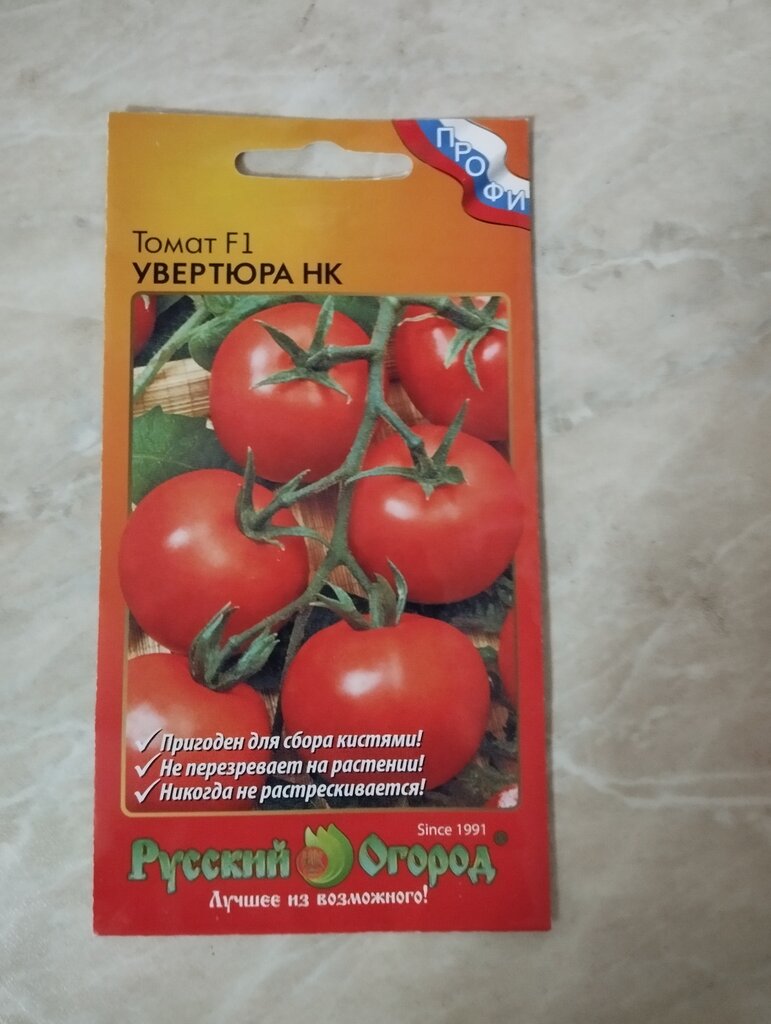 ПРОФИ
Томат F1
УВЕРТЮРА НК
✓Пригоден для сбора кистями!
✓Не перезревает на растении!
✓Никогда не растрескивается!
Since 1991
Русский НК Огород®
Лучшее из возможного!